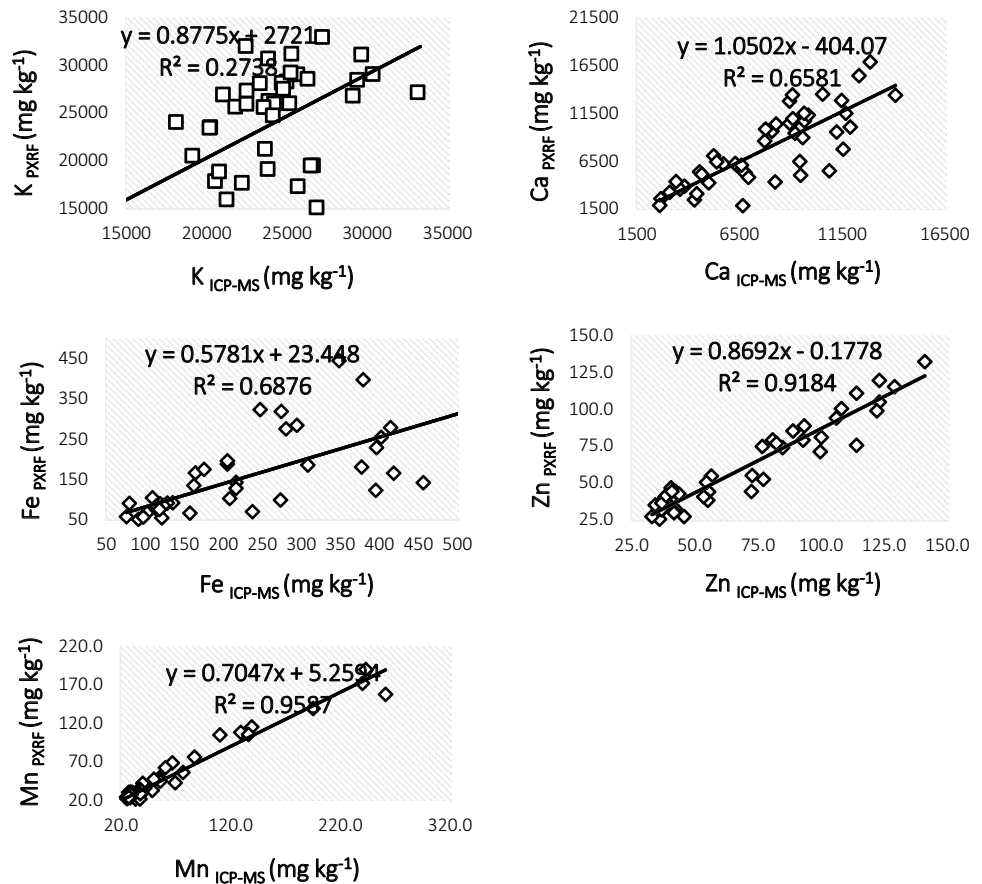 35000
30000
25000
20000
15000
y = 0.8775x + 2721
R² = 0.2738
K PXRF (mg kg-1)
15000 20000 25000 30000 35000
K ICP-MS (mg kg-1)
21500
16500
11500
6500
1500
y = 1.0502x - 404.07
R² = 0.6581
Ca PXRF (mg kg-1)
1500 6500 11500 16500
Ca ICP-MS (mg kg-1)
450
350
250
150
50
y = 0.5781x + 23.448
R² = 0.6876
Fe PXRF (mg kg-1)
50 100 150 200 250 300 350 400 450 500
Fe ICP-MS (mg kg-1)
150.0
125.0
100.0
75.0
50.0
25.0
y = 0.8692x - 0.1778
R² = 0.9184
Zn PXRF (mg kg-1)
25.0 50.0 75.0 100.0 125.0 150.0
Zn ICP-MS (mg kg-1)
220.0
170.0
120.0
70.0
20.0
y = 0.7047x + 5.2594
R² = 0.9587
Mn PXRF (mg kg-1)
20.0 120.0 220.0 320.0
Mn ICP-MS (mg kg-1)